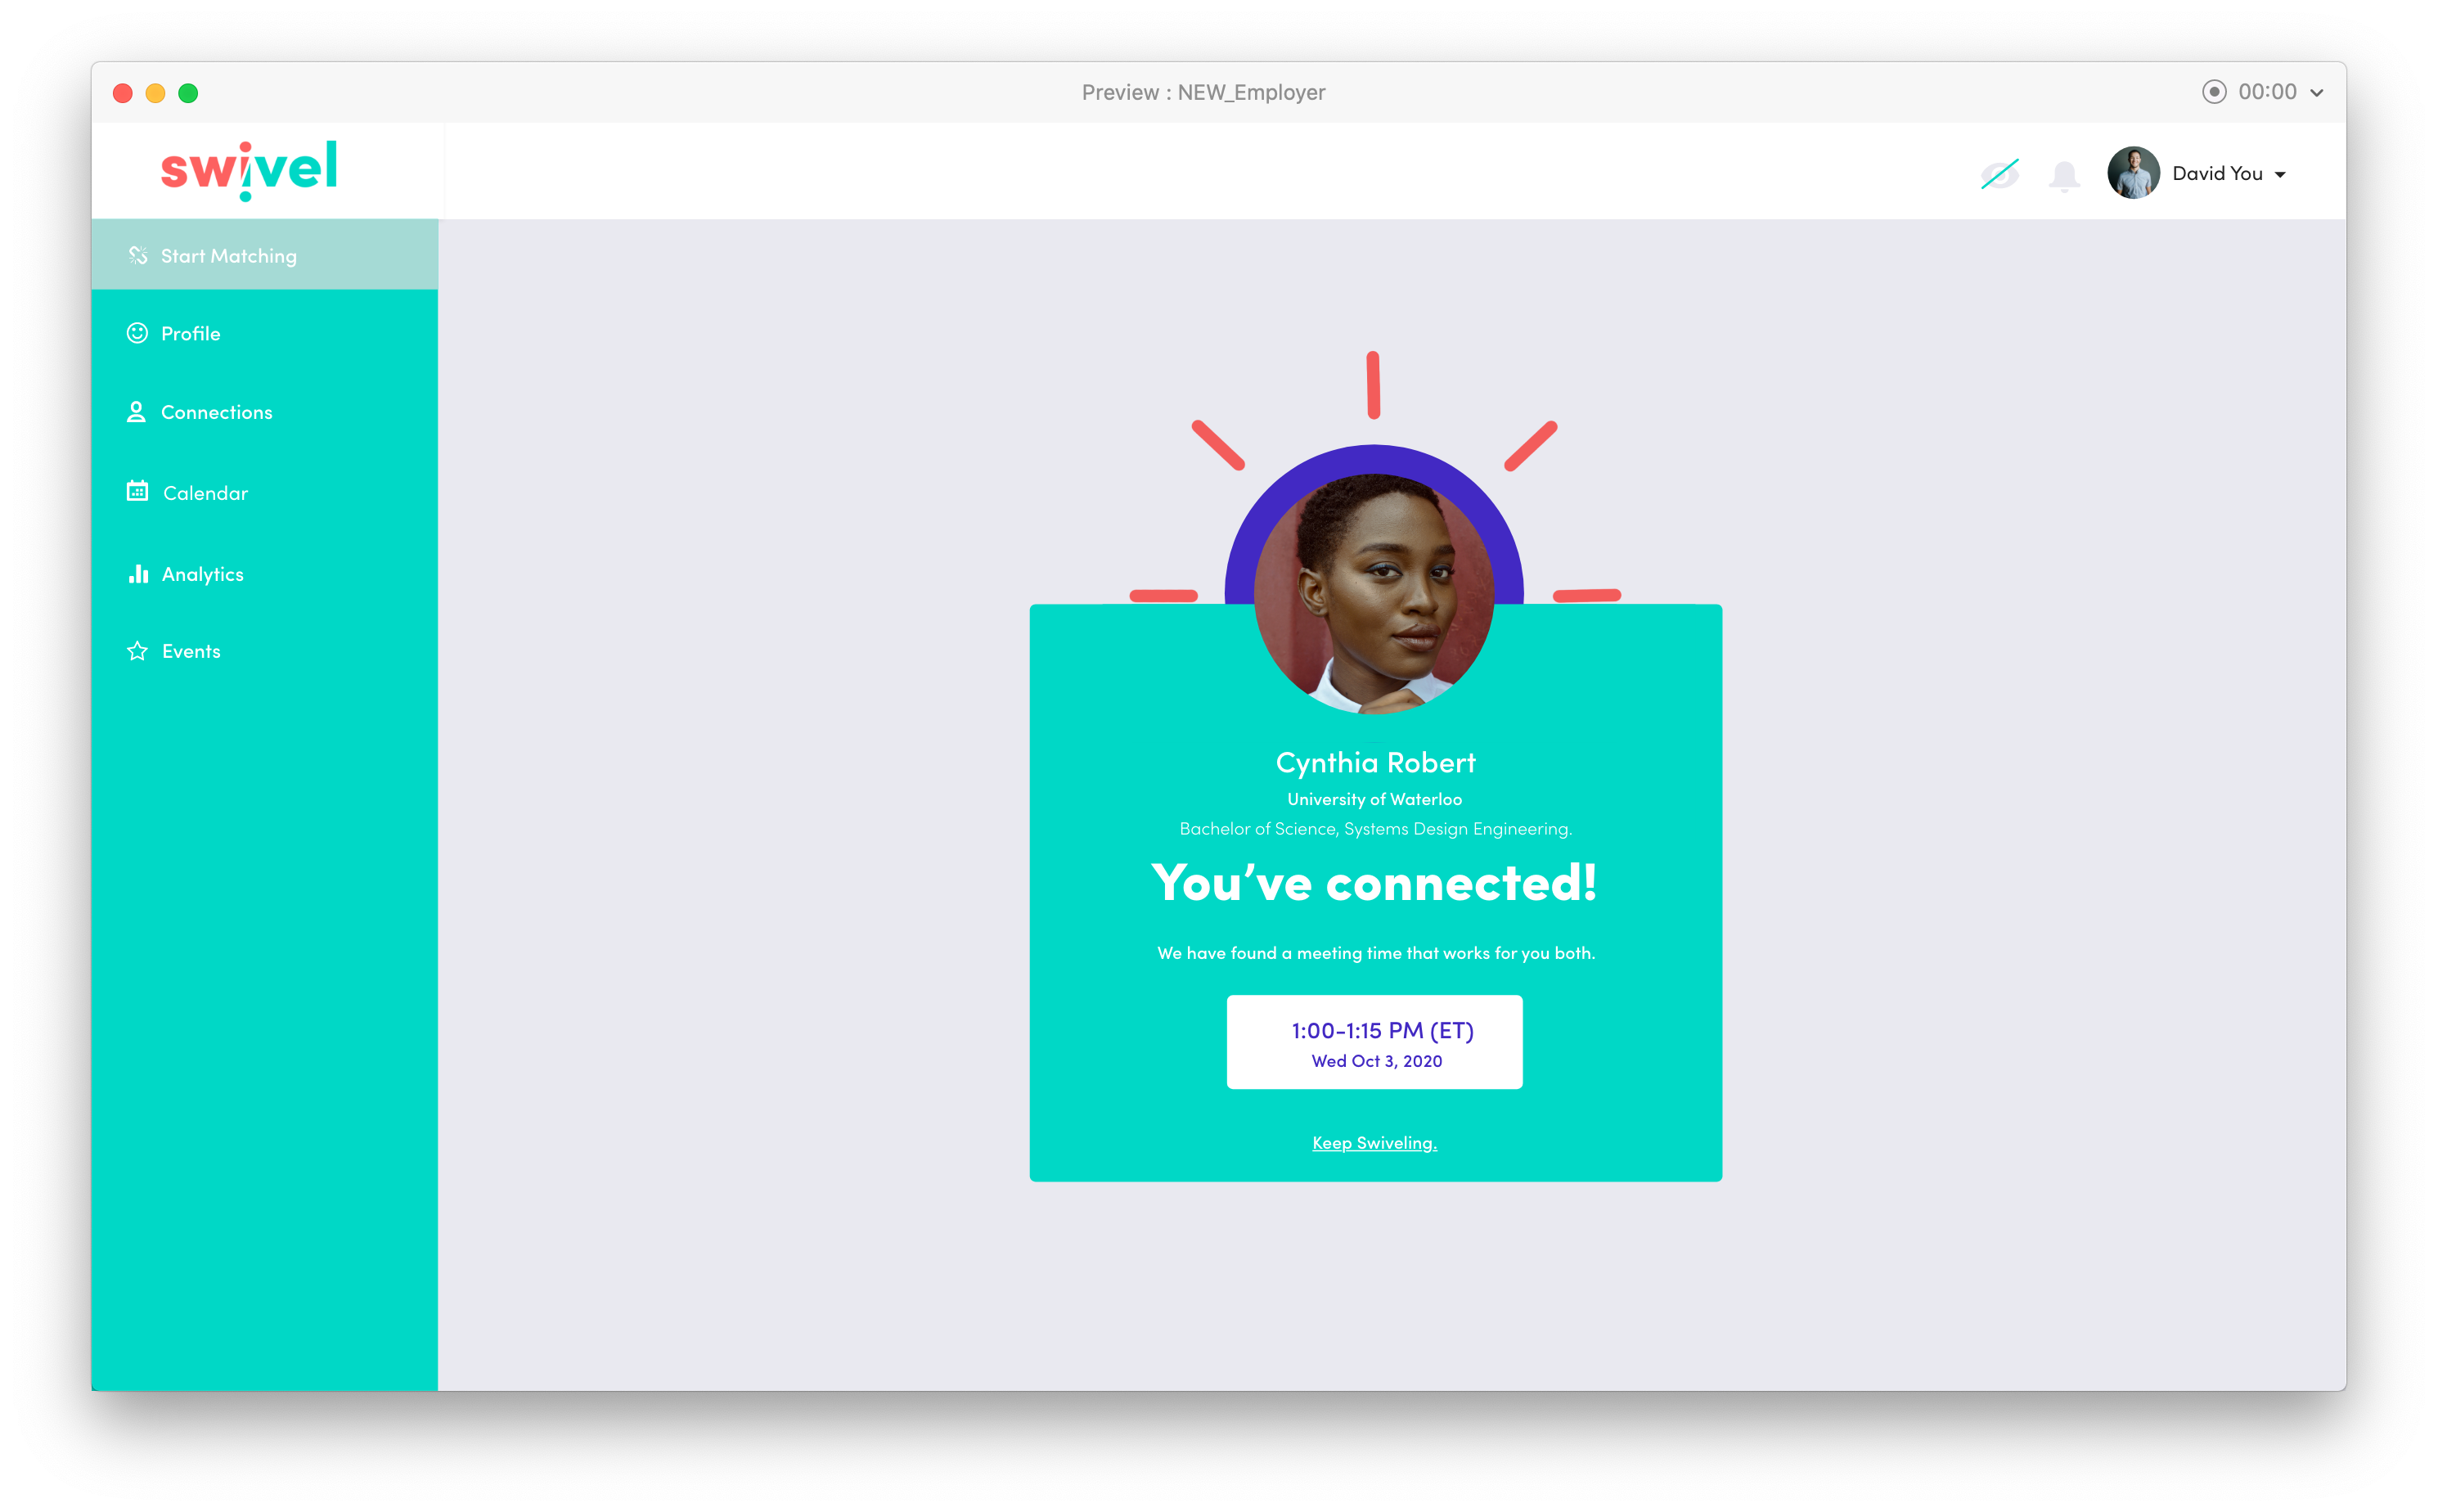 Preview : NEW_Employer
00:00
swivel
David You
Start Matching
Profile
Connections
Calendar
Analytics
Events
Cynthia Robert
University of Waterloo
Bachelor of Science, Systems Design Engineering.
You’ve connected!
We have found a meeting time that works for you both.
1:00-1:15 PM (ET)
Wed Oct 3, 2020
Keep Swiveling.